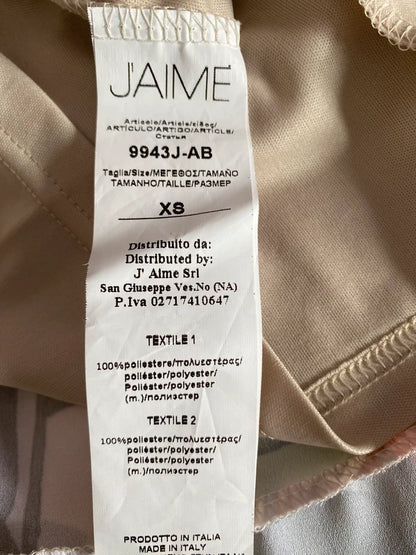 J'AIME
Articolo/Article/είδος/
ARTÍCULO/ARTIGO/ARTICLE/
Статья
9943J-AB
Taglia/Size/ΜΕΓΕΘΟΣ/TAMAÑO
TAMANHO/TAILLE/РАЗМЕР
XS
Distribuito da:
Distributed by:
J' Aime Srl
San Giuseppe Ves.No (NA)
P.Iva 02717410647
TEXTILE 1
100%poliestere/πολυεστέρας/
poliéster/polyester/
Poliéster/polyester
(m.)/полиэстер
TEXTILE 2
100%poliestere/πολυεστέρας/
poliéster/polyester/
Poliéster/polyester
(m.)/полиэстер
PRODOTTO IN ITALIA
MADE IN ITALY